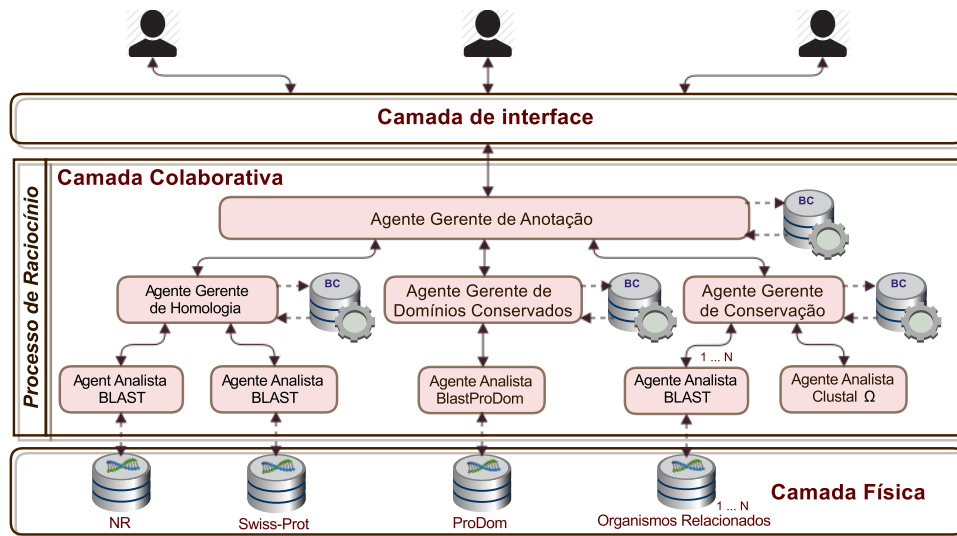 Camada de interface
Processo de Raciocínio
Camada Colaborativa
Agente Gerente de Anotação
BC
Agente Gerente
de Homologia
BC
Agente Gerente de
Domínios Conservados
BC
Agente Gerente
de Conservação
BC
1 ... N
Agent Analista
BLAST
Agente Analista
BLAST
Agente Analista
BlastProDom
Agente Analista
BLAST
Agente Analista
Clustal Ω
NR
Swiss-Prot
ProDom
1 ... N
Organismos Relacionados
Camada Física